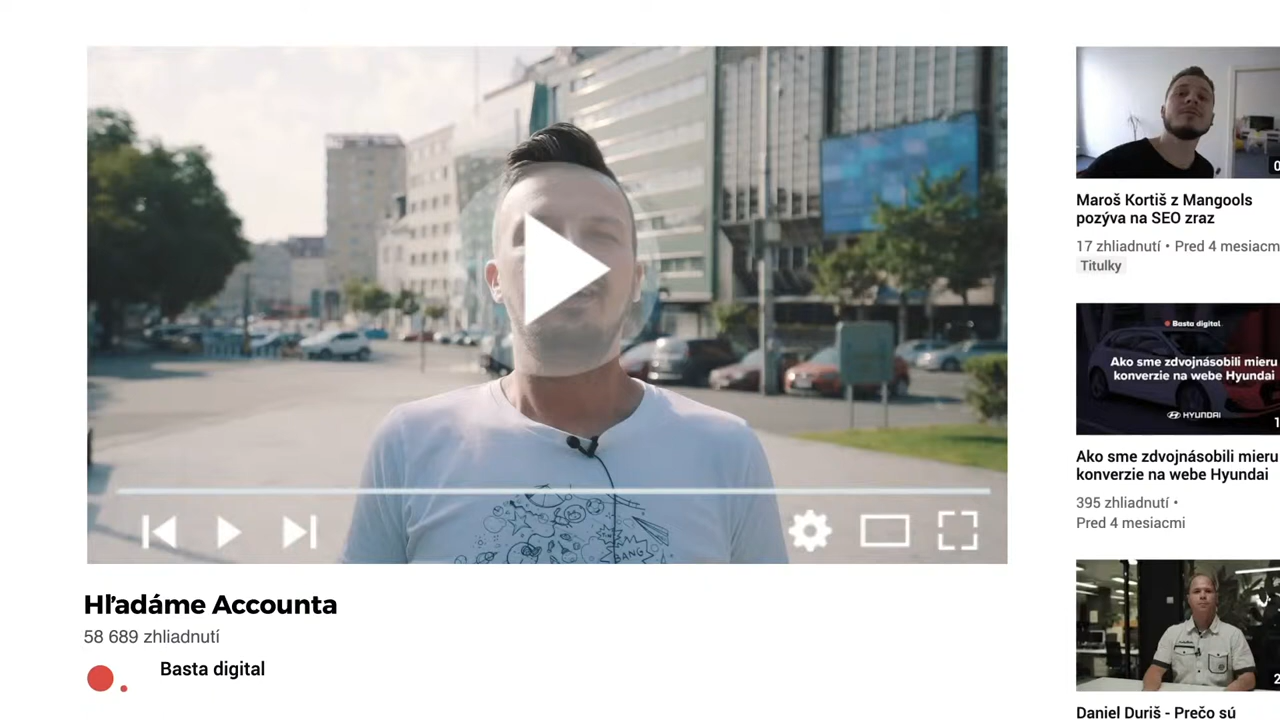 BANG
Hľadáme Accounta
58 689 zhliadnutí
Basta digital
Maroš Kortiš z Mangools
pozýva na SEO zraz
17 zhliadnutí • Pred 4 mesiacm
Titulky
Basta digital
Ako sme zdvojnásobili mieru
konverzie na webe Hyundai
HYUNDAI
Ako sme zdvojnásobili mieru
konverzie na webe Hyundai
395 zhliadnutí •
Pred 4 mesiacmi
Daniel Duriš - Prečo sú